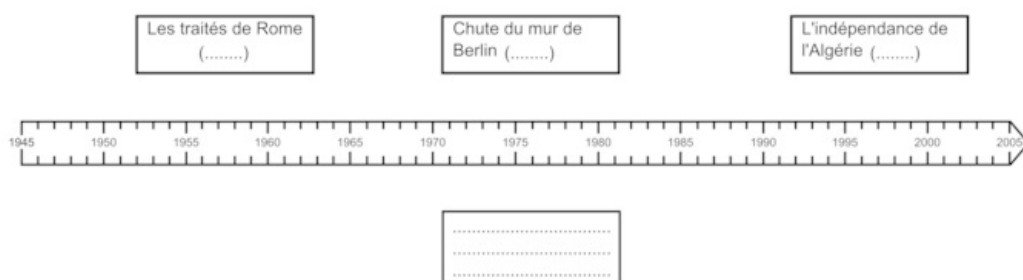 Les traités de Rome
(........)
Chute du mur de
Berlin (........)
L'indépendance de
l'Algérie (........)
1945 1950 1955 1960 1965 1970 1975 1980 1985 1990 1995 2000 2005